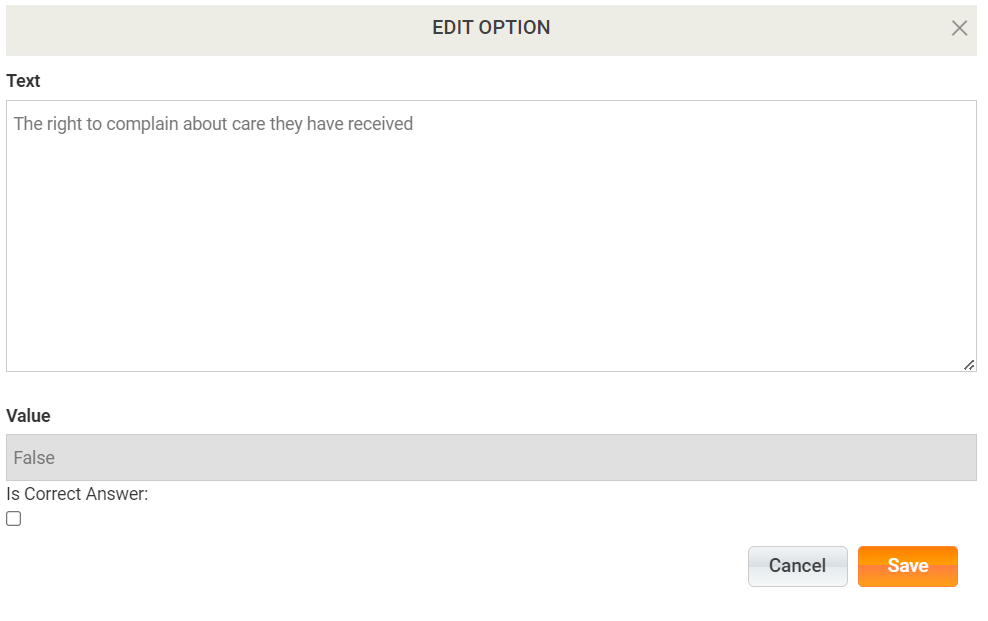 EDIT OPTION
Text
The right to complain about care they have received
Value
False
Is Correct Answer:
Cancel
Save